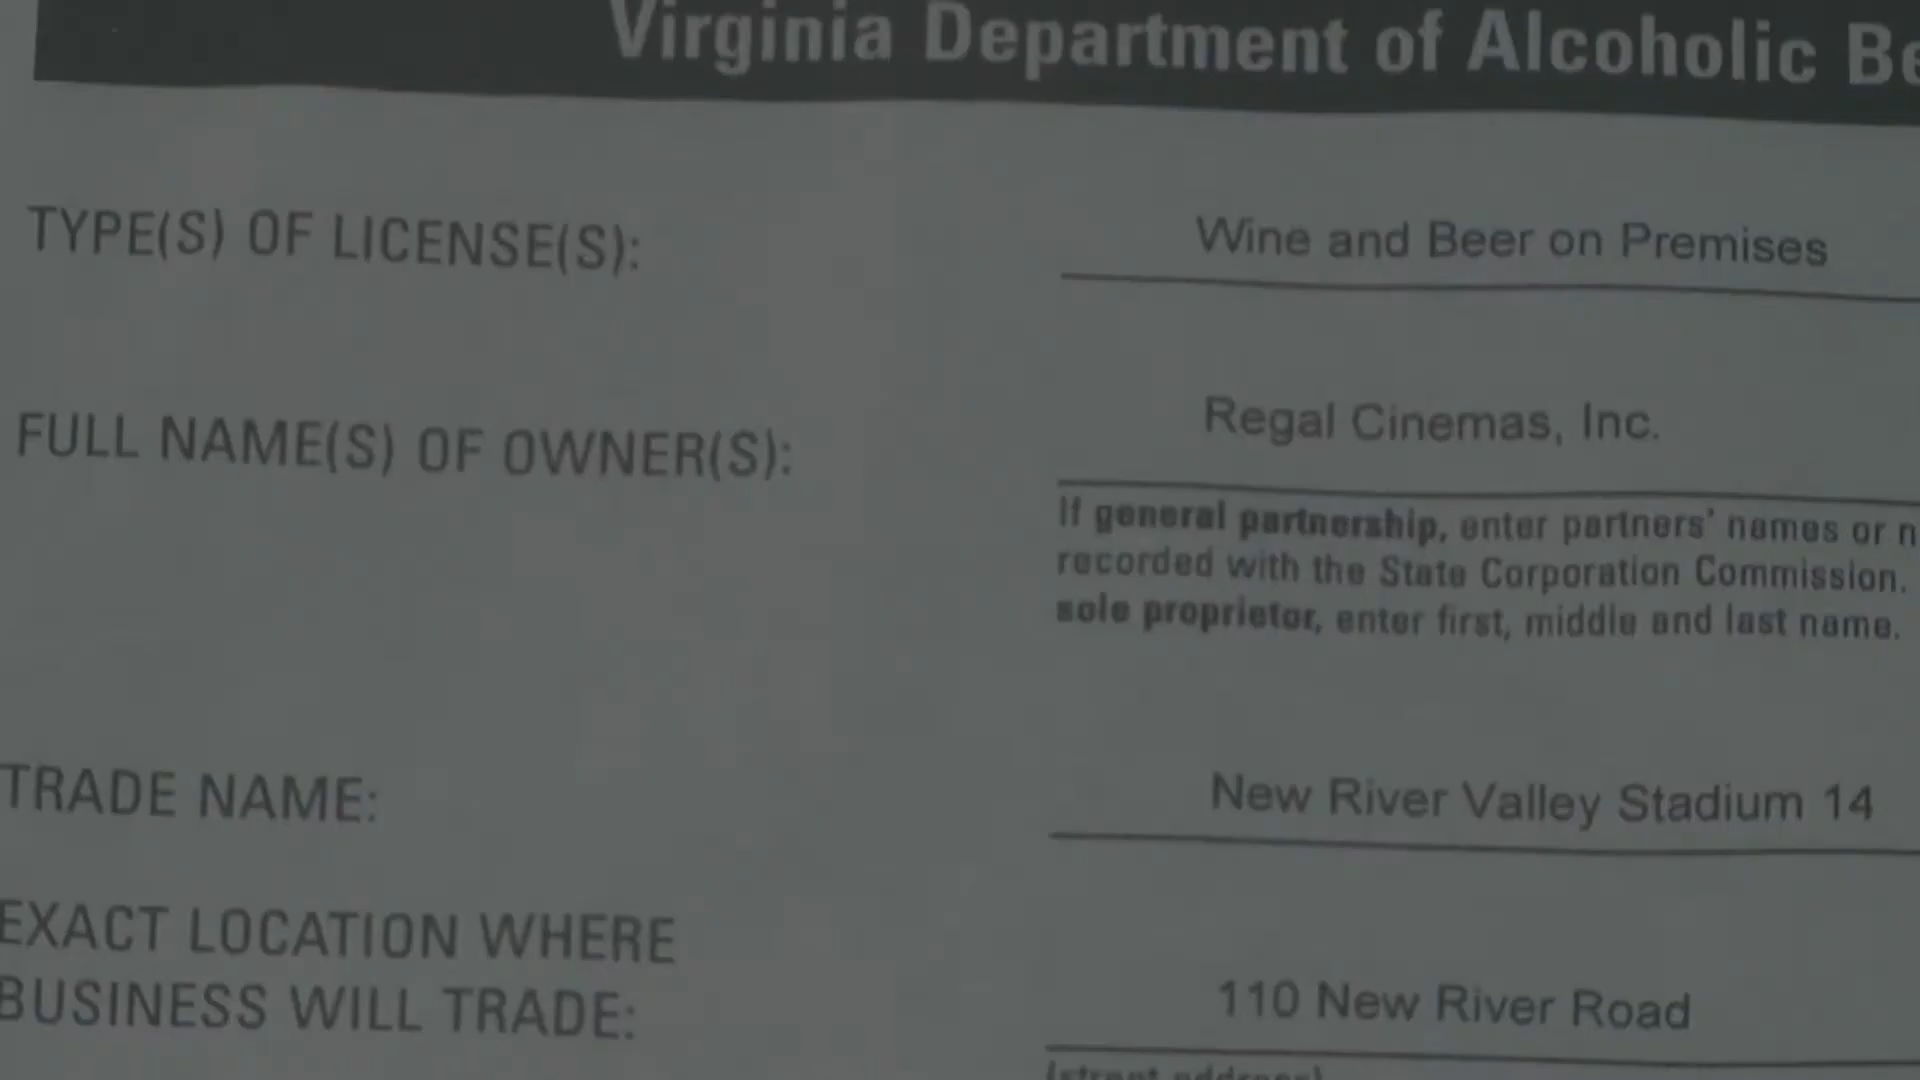 Virginia Department of Alcoholic Be
TYPE(S) OF LICENSE(S):
Wine and Beer on Premises
FULL NAME(S) OF OWNER(S):
Regal Cinemas, Inc.
If general partnership, enter partners' names or n
recorded with the State Corporation Commission.
sole proprietor, enter first, middle and last name.
TRADE NAME:
New River Valley Stadium 14
EXACT LOCATION WHERE
BUSINESS WILL TRADE:
110 New River Road
(street address)